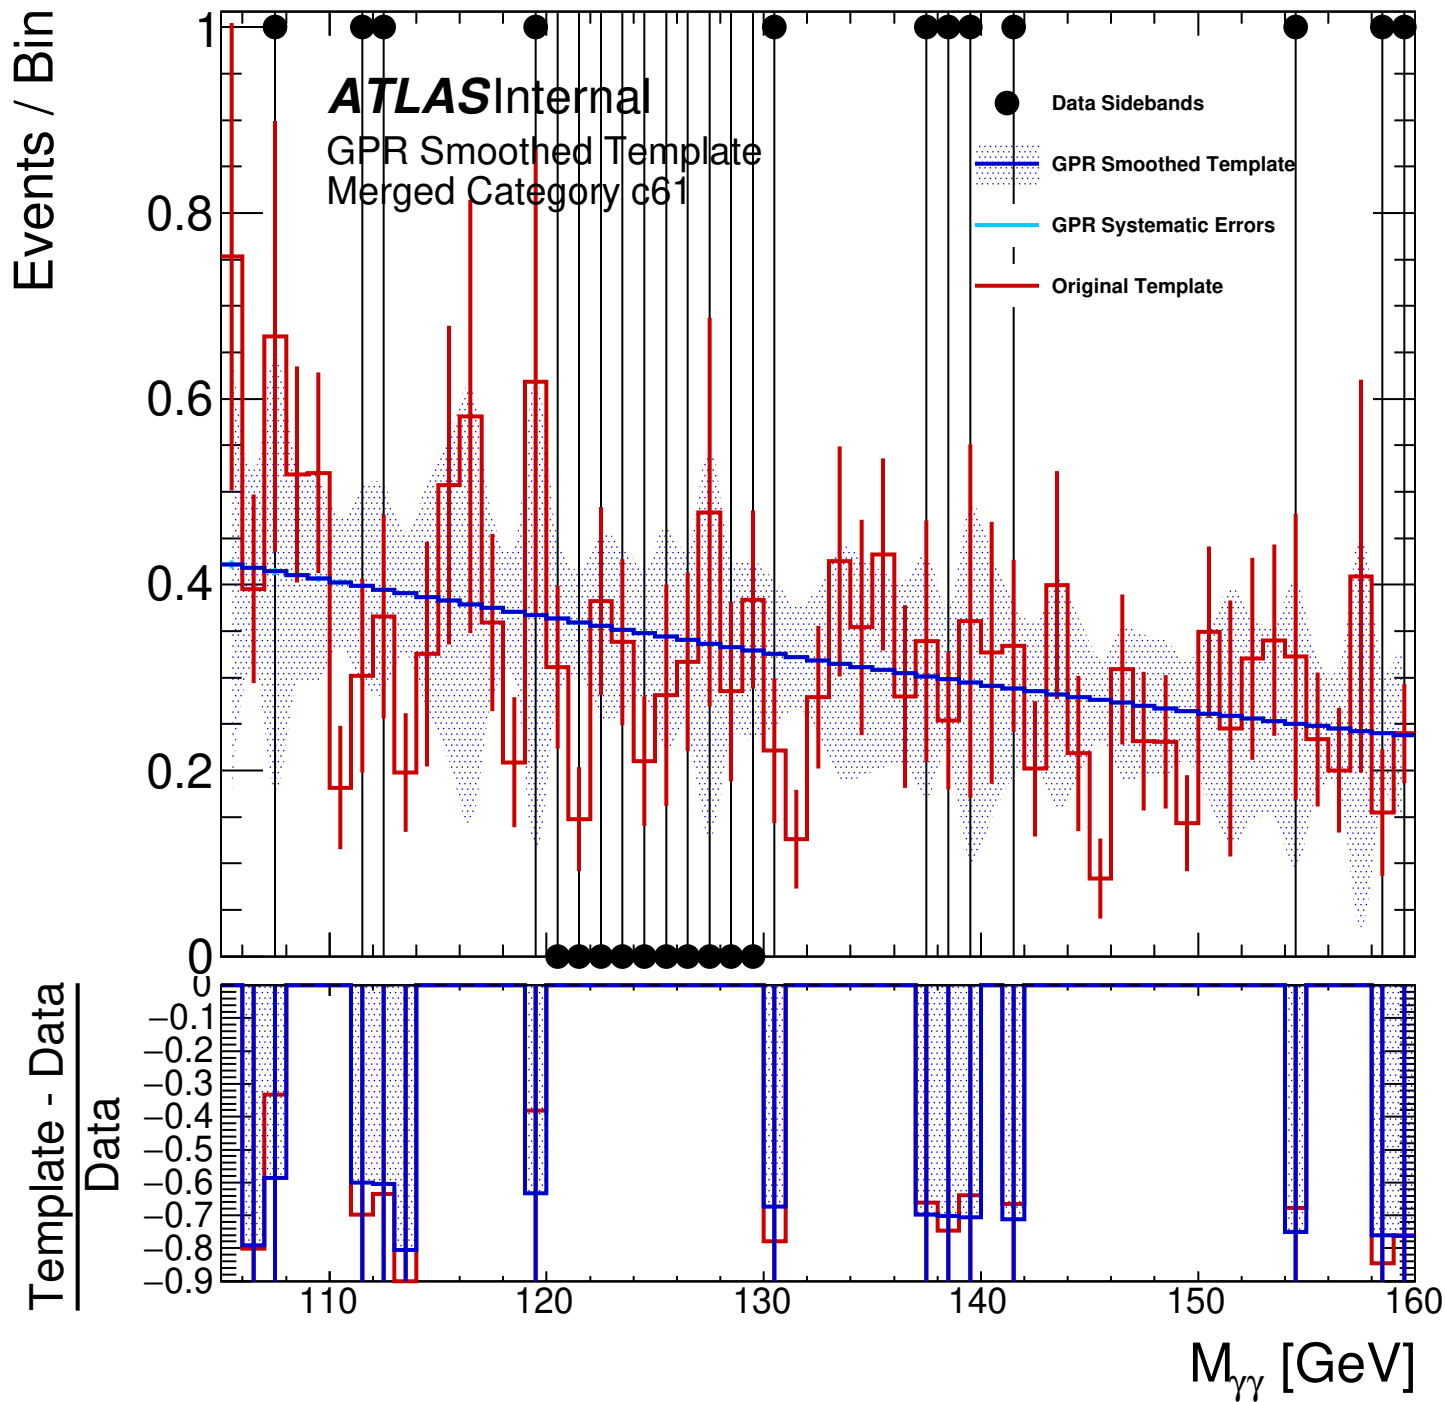 Events / Bin
1
0.8
0.6
0.4
0.2
0
ATLAS Internal
GPR Smoothed Template
Merged Category c61
Data Sidebands
GPR Smoothed Template
GPR Systematic Errors
Original Template
Template - Data
Data
0
−0.1
−0.2
−0.3
−0.4
−0.5
−0.6
−0.7
−0.8
−0.9
110 120 130 140 150 160
Mγγ [GeV]